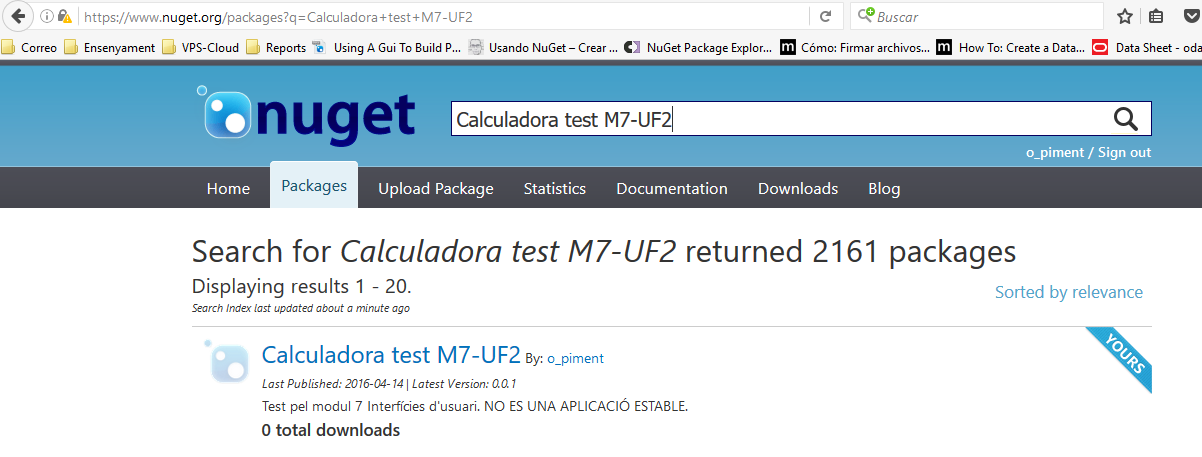 https://www.nuget.org/packages?q=Calculadora+test+M7-UF2
Buscar
Correo Ensenyament VPS-Cloud Reports Using A Gui To Build P... Usando NuGet – Crear ... NuGet Package Explor... Cómo: Firmar archivos... How To: Create a Data... Data Sheet - oda
nuget
Calculadora test M7-UF2
o_piment / Sign out
Home Packages Upload Package Statistics Documentation Downloads Blog
Search for Calculadora test M7-UF2 returned 2161 packages
Displaying results 1 - 20.
Sorted by relevance
Search Index last updated about a minute ago
YOURS
Calculadora test M7-UF2 By: o_piment
Last Published: 2016-04-14 | Latest Version: 0.0.1
Test pel modul 7 Interfícies d'usuari. NO ES UNA APLICACIÓ ESTABLE.
0 total downloads